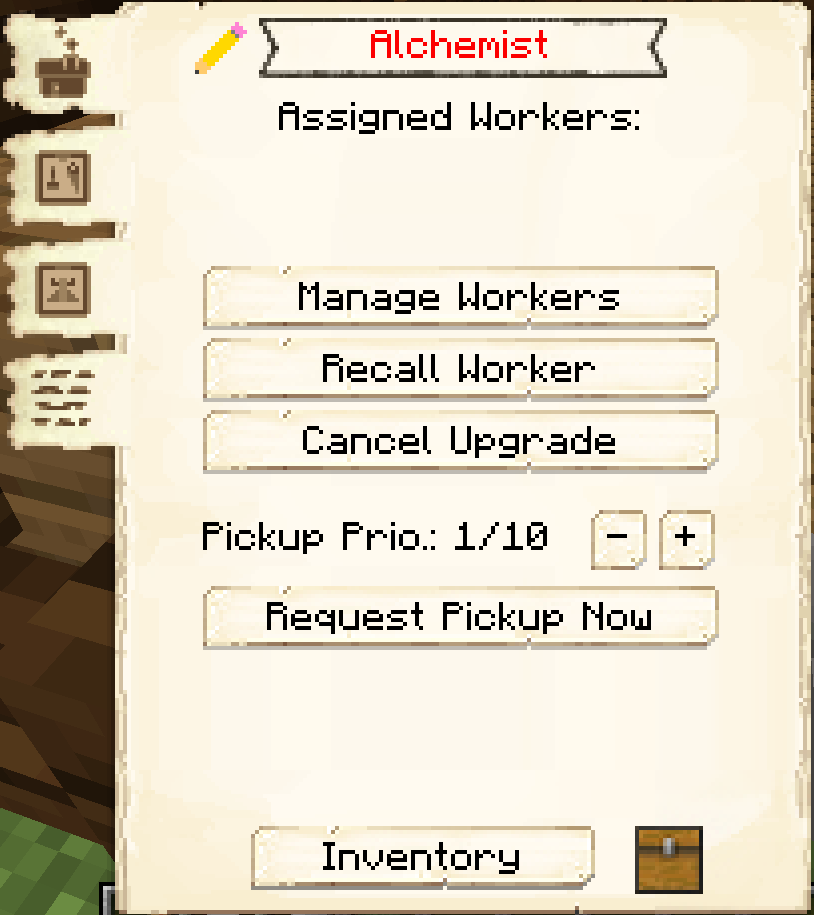 Alchemist
Assigned Workers:
Manage Workers
Recall Worker
Cancel Upgrade
Pickup Prio.: 1/10 - +
Request Pickup Now
Inventory